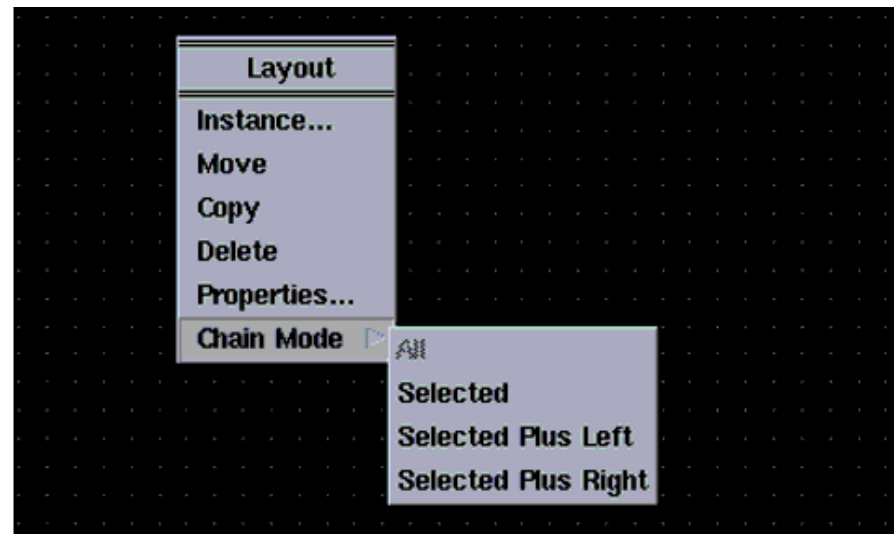 Layout
Instance...
Move
Copy
Delete
Properties...
Chain Mode
All
Selected
Selected Plus Left
Selected Plus Right